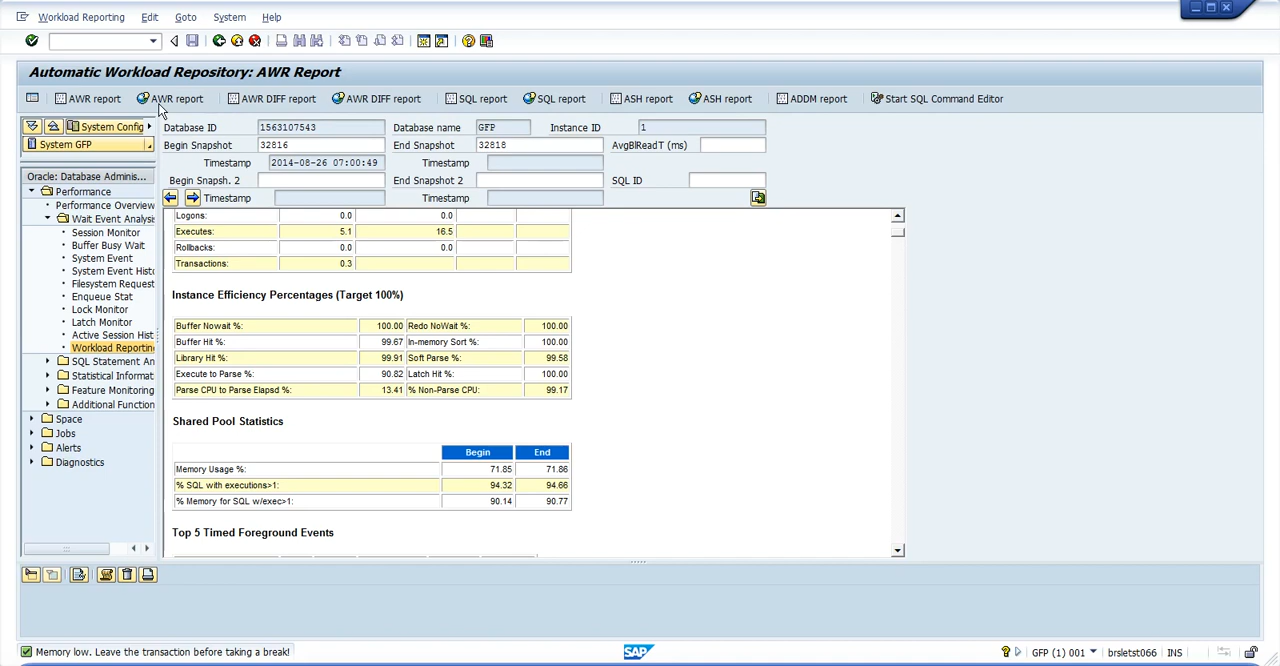 Workload Reporting Edit Goto System Help
Automatic Workload Repository: AWR Report
AWR report AWR report AWR DIFF report AWR DIFF report SQL report SQL report ASH report ASH report ADDM report Start SQL Command Editor
System Config
System GFP
Oracle: Database Adminis...
Performance
Performance Overview
Wait Event Analysis
Session Monitor
Buffer Busy Wait
System Event
System Event Histo
Filesystem Request
Enqueue Stat
Lock Monitor
Latch Monitor
Active Session Hist
Workload Reporting
SQL Statement An
Statistical Informat
Feature Monitoring
Additional Function
Space
Jobs
Alerts
Diagnostics
Database ID 1563107543 Database name GFP Instance ID 1
Begin Snapshot 32816 End Snapshot 32818 AvgBlReadT (ms)
Timestamp 2014-08-26 07:00:49 Timestamp
Begin Snapsh. 2 End Snapshot 2 SQL ID
Timestamp Timestamp
Logons: 0.0 0.0
Executes: 5.1 16.5
Rollbacks: 0.0 0.0
Transactions: 0.3
Instance Efficiency Percentages (Target 100%)
Buffer Nowait %: 100.00 Redo NoWait %: 100.00
Buffer Hit %: 99.67 In-memory Sort %: 100.00
Library Hit %: 99.91 Soft Parse %: 99.58
Execute to Parse %: 90.82 Latch Hit %: 100.00
Parse CPU to Parse Elapsd %: 13.41 % Non-Parse CPU: 99.17
Shared Pool Statistics
Begin End
Memory Usage %: 71.85 71.86
% SQL with executions>1: 94.32 94.66
% Memory for SQL w/exec>1: 90.14 90.77
Top 5 Timed Foreground Events
Memory low. Leave the transaction before taking a break!
SAP
GFP (1) 001 brsletst066 INS